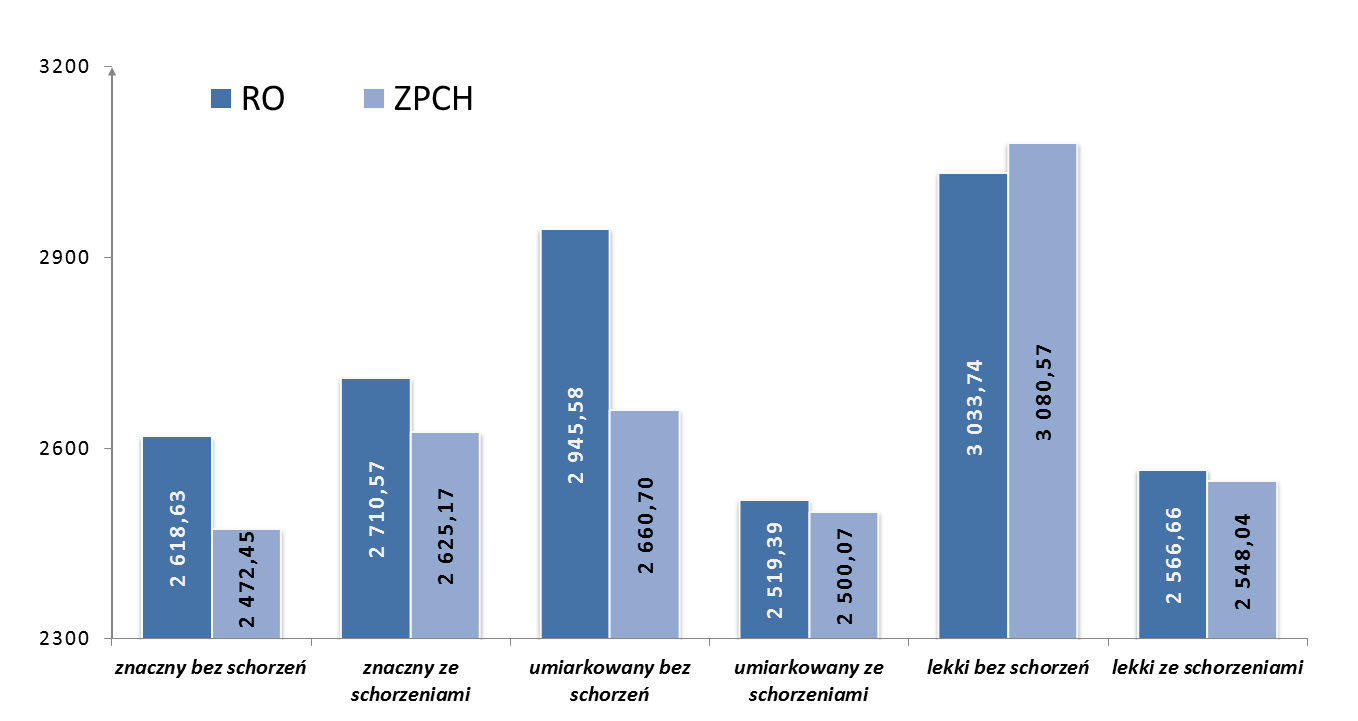 3200
RO
ZPCH
2900
2600
2300
2 618,63
2 472,45
2 710,57
2 625,17
2 945,58
2 660,70
2 519,39
2 500,07
3 033,74
3 080,57
2 566,66
2 548,04
znaczny bez schorzeń
znaczny ze
schorzeniami
umiarkowany bez
schorzeń
umiarkowany ze
schorzeniami
lekki bez schorzeń
lekki ze schorzeniami